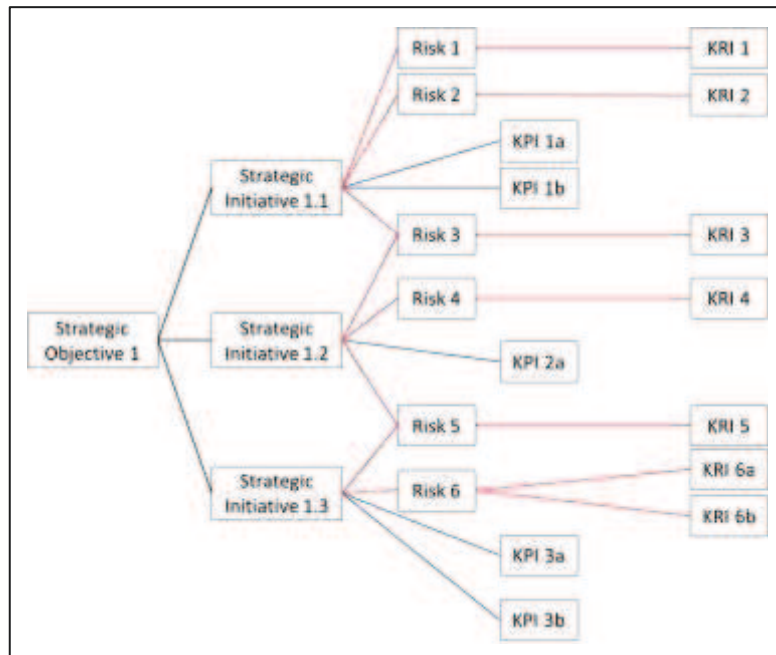 Risk 1
KRI 1
Risk 2
KRI 2
KPI 1a
Strategic
Initiative 1.1
KPI 1b
Risk 3
KRI 3
Risk 4
KRI 4
Strategic
Objective 1
Strategic
Initiative 1.2
KPI 2a
Risk 5
KRI 5
KRI 6a
Strategic
Initiative 1.3
Risk 6
KRI 6b
KPI 3a
KPI 3b